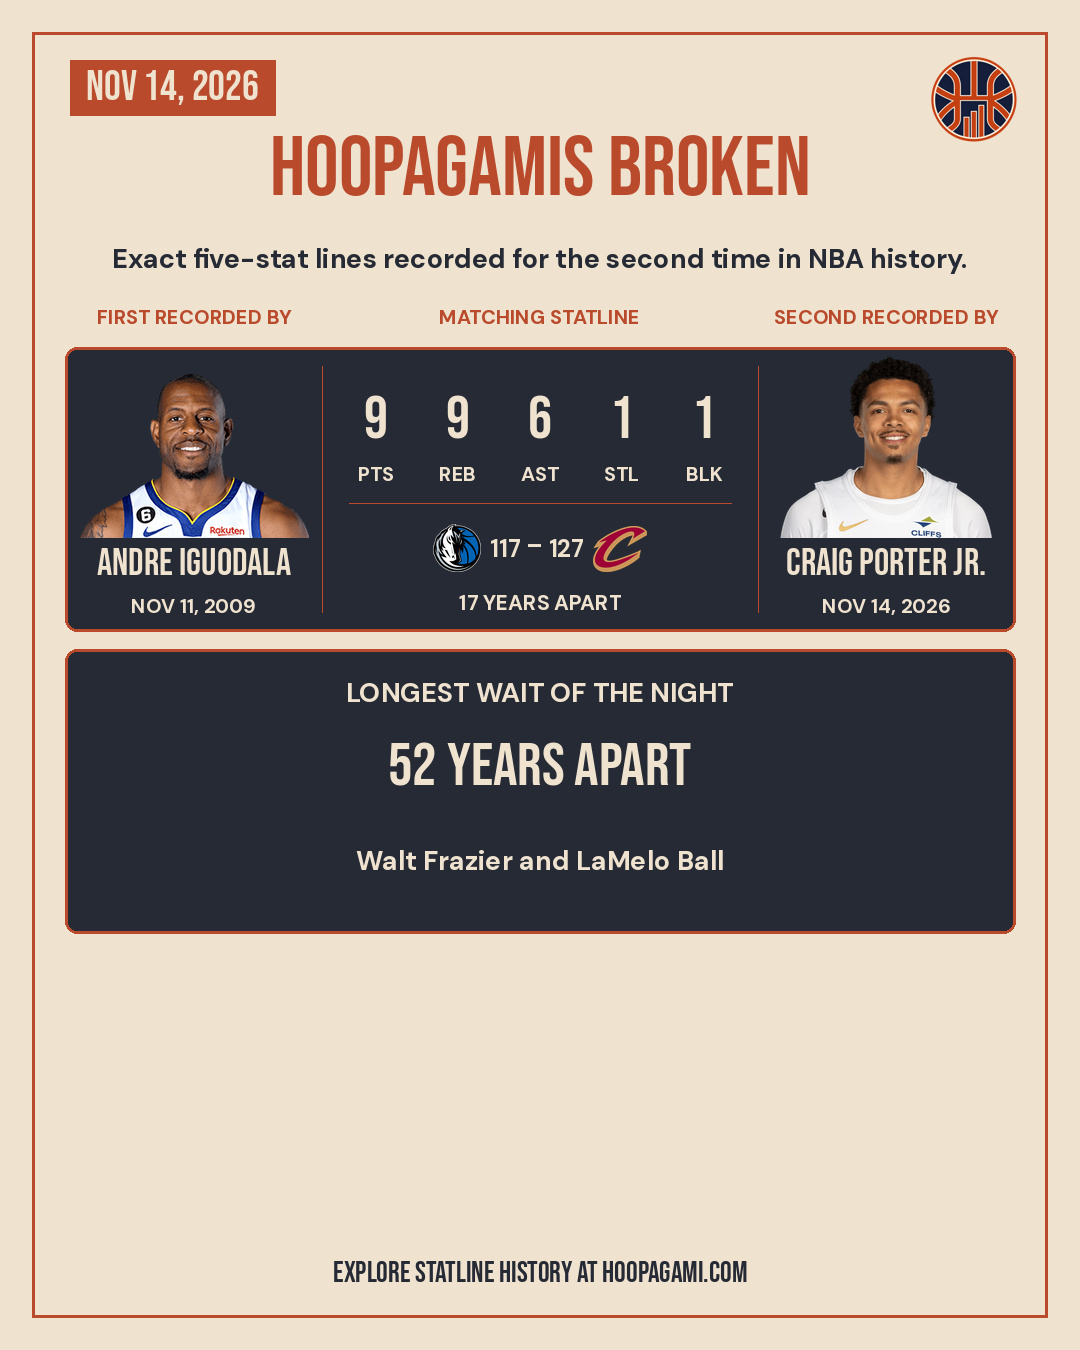 NOV 14, 2026
HOOPAGAMIS BROKEN
Exact five-stat lines recorded for the second time in NBA history.
FIRST RECORDED BY
MATCHING STATLINE
SECOND RECORDED BY
6
Rakuten
ANDRE IGUODALA
NOV 11, 2009
9 9 6 1 1
PTS REB AST STL BLK
117 – 127
17 YEARS APART
CLIFFS
CRAIG PORTER JR.
NOV 14, 2026
LONGEST WAIT OF THE NIGHT
52 YEARS APART
Walt Frazier and LaMelo Ball
EXPLORE STATLINE HISTORY AT HOOPAGAMI.COM